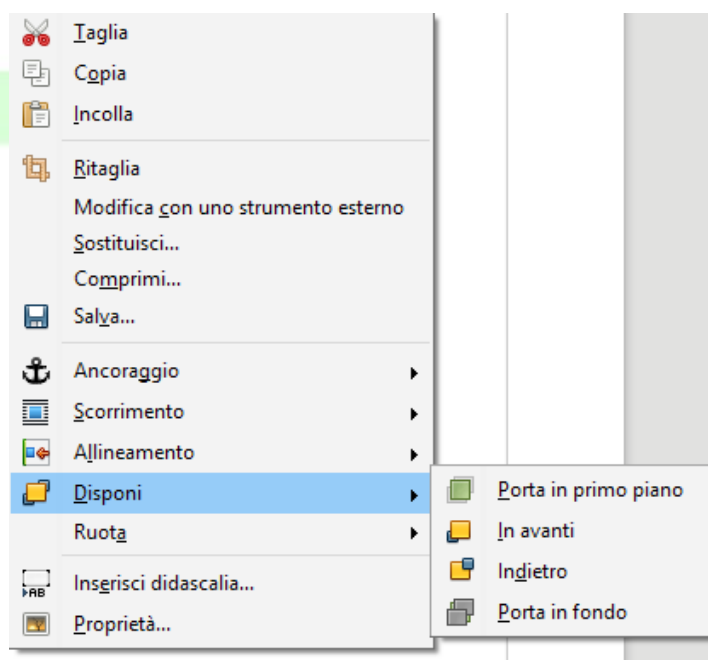 Taglia
Copia
Incolla
Ritaglia
Modifica con uno strumento esterno
Sostituisci...
Comprimi...
Salva...
Ancoraggio
Scorrimento
Allineamento
Disponi
Porta in primo piano
In avanti
Indietro
Porta in fondo
Ruota
AB
Inserisci didascalia...
Proprietà...